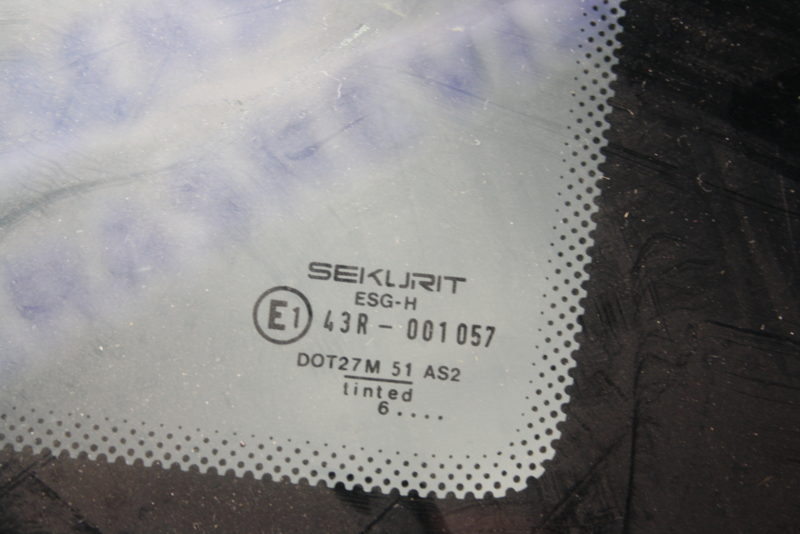 SEKURIT
ESG-H
E1 43R - 001057
DOT27M 51 AS2
tinted
6....